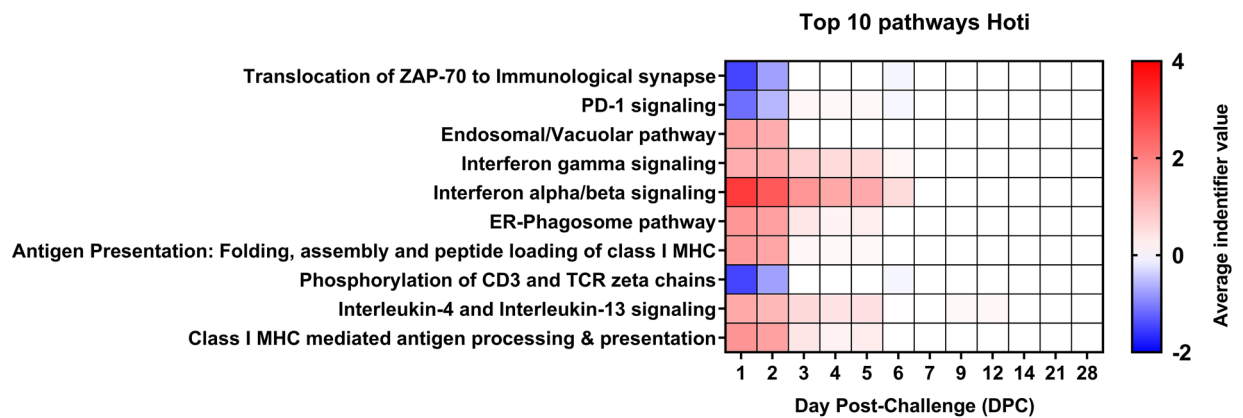 Top 10 pathways Hoti
Translocation of ZAP-70 to Immunological synapse
PD-1 signaling
Endosomal/Vacuolar pathway
Interferon gamma signaling
Interferon alpha/beta signaling
ER-Phagosome pathway
Antigen Presentation: Folding, assembly and peptide loading of class I MHC
Phosphorylation of CD3 and TCR zeta chains
Interleukin-4 and Interleukin-13 signaling
Class I MHC mediated antigen processing & presentation
1 2 3 4 5 6 7 9 12 14 21 28
Day Post-Challenge (DPC)
4
2
0
-2
Average indentifier value